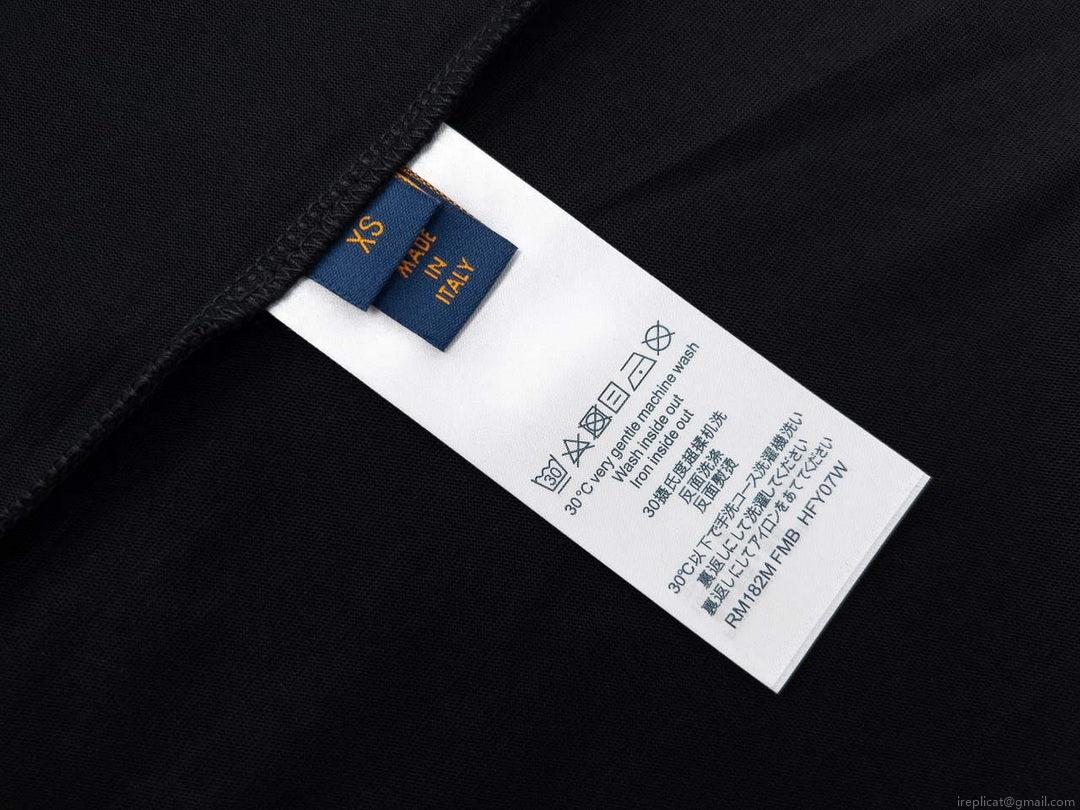 XS
MADE
IN
ITALY
30
30°C very gentle machine wash
Wash inside out
Iron inside out
30摄氏度超揉机洗
反面洗涤
反面熨烫
30℃以下で手洗コース洗濯機洗い
裏返しにして洗濯してください
裏返しにしてアイロンをあててください
RM182M FMB HFY07W
ireplicat@gmail.com